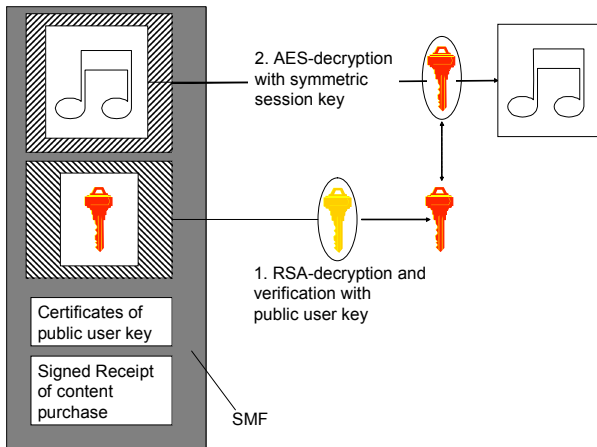 2. AES-decryption
with symmetric
session key
1. RSA-decryption and
verification with
public user key
Certificates of
public user key
Signed Receipt
of content
purchase
SMF